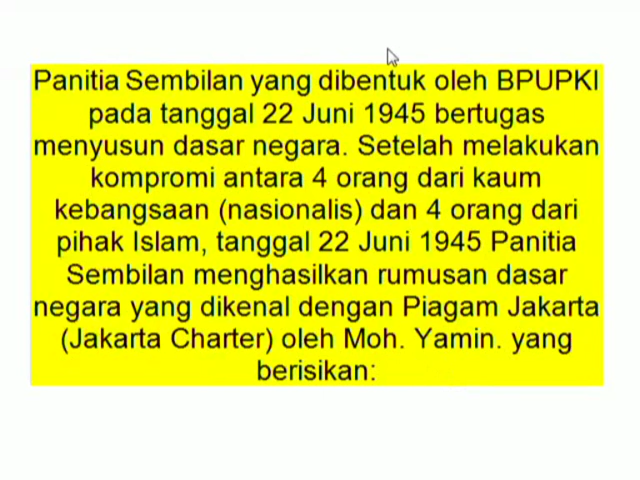 Panitia Sembilan yang dibentuk oleh BPUPKI
pada tanggal 22 Juni 1945 bertugas
menyusun dasar negara. Setelah melakukan
kompromi antara 4 orang dari kaum
kebangsaan (nasionalis) dan 4 orang dari
pihak Islam, tanggal 22 Juni 1945 Panitia
Sembilan menghasilkan rumusan dasar
negara yang dikenal dengan Piagam Jakarta
(Jakarta Charter) oleh Moh. Yamin. yang
berisikan: